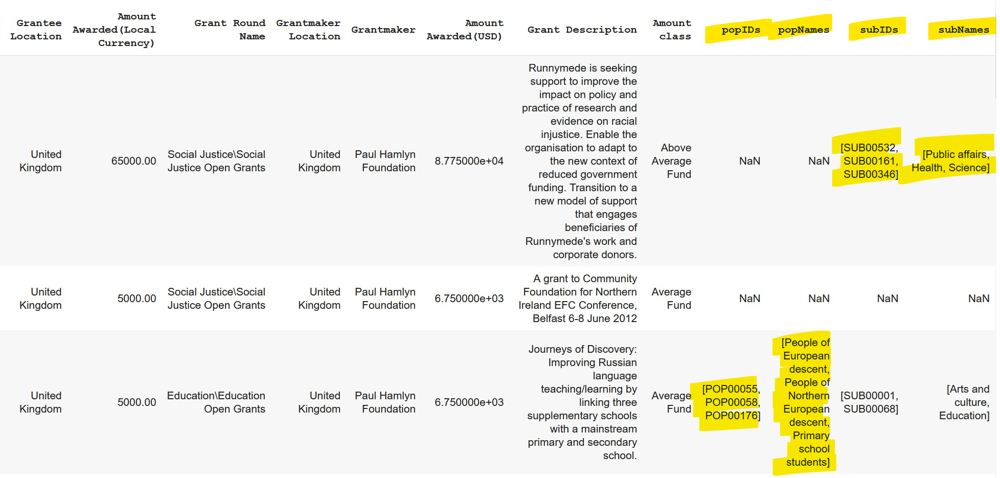 Grantee
Location
Amount
Awarded(Local
Currency)
Grant Round
Name
Grantmaker
Location
Grantmaker
Amount
Awarded(USD)
Grant Description
Amount
class
popIDs
popNames
subIDs
subNames
United
Kingdom
65000.00
Social Justice\Social
Justice Open Grants
United
Kingdom
Paul Hamlyn
Foundation
8.775000e+04
Runnymede is seeking
support to improve the
impact on policy and
practice of research and
evidence on racial
injustice. Enable the
organisation to adapt to
the new context of
reduced government
funding. Transition to a
new model of support
that engages
beneficiaries of
Runnymede's work and
corporate donors.
Above
Average
Fund
NaN
NaN
[SUB00532,
SUB00161,
SUB00346]
[Public affairs,
Health, Science]
United
Kingdom
5000.00
Social Justice\Social
Justice Open Grants
United
Kingdom
Paul Hamlyn
Foundation
6.750000e+03
A grant to Community
Foundation for Northern
Ireland EFC Conference,
Belfast 6-8 June 2012
Average
Fund
NaN
NaN
NaN
NaN
United
Kingdom
5000.00
Education\Education
Open Grants
United
Kingdom
Paul Hamlyn
Foundation
6.750000e+03
Journeys of Discovery:
Improving Russian
language
teaching/learning by
linking three
supplementary schools
with a mainstream
primary and secondary
school.
Average
Fund
[POP00055,
POP00058,
POP00176]
[People of
European
descent,
People of
Northern
European
descent,
Primary
school
students]
[SUB00001,
SUB00068]
[Arts and
culture,
Education]